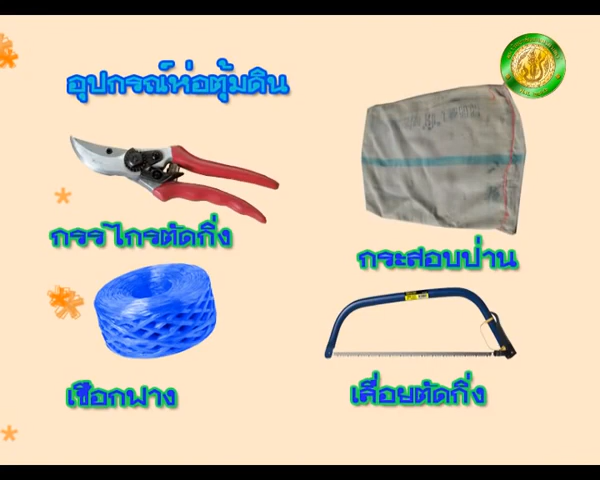 อุปกรณ์ห่อตุ้มดิน
กรรไกรตัดกิ่ง
กระสอบป่าน
เชือกฟาง
เลื่อยตัดกิ่ง